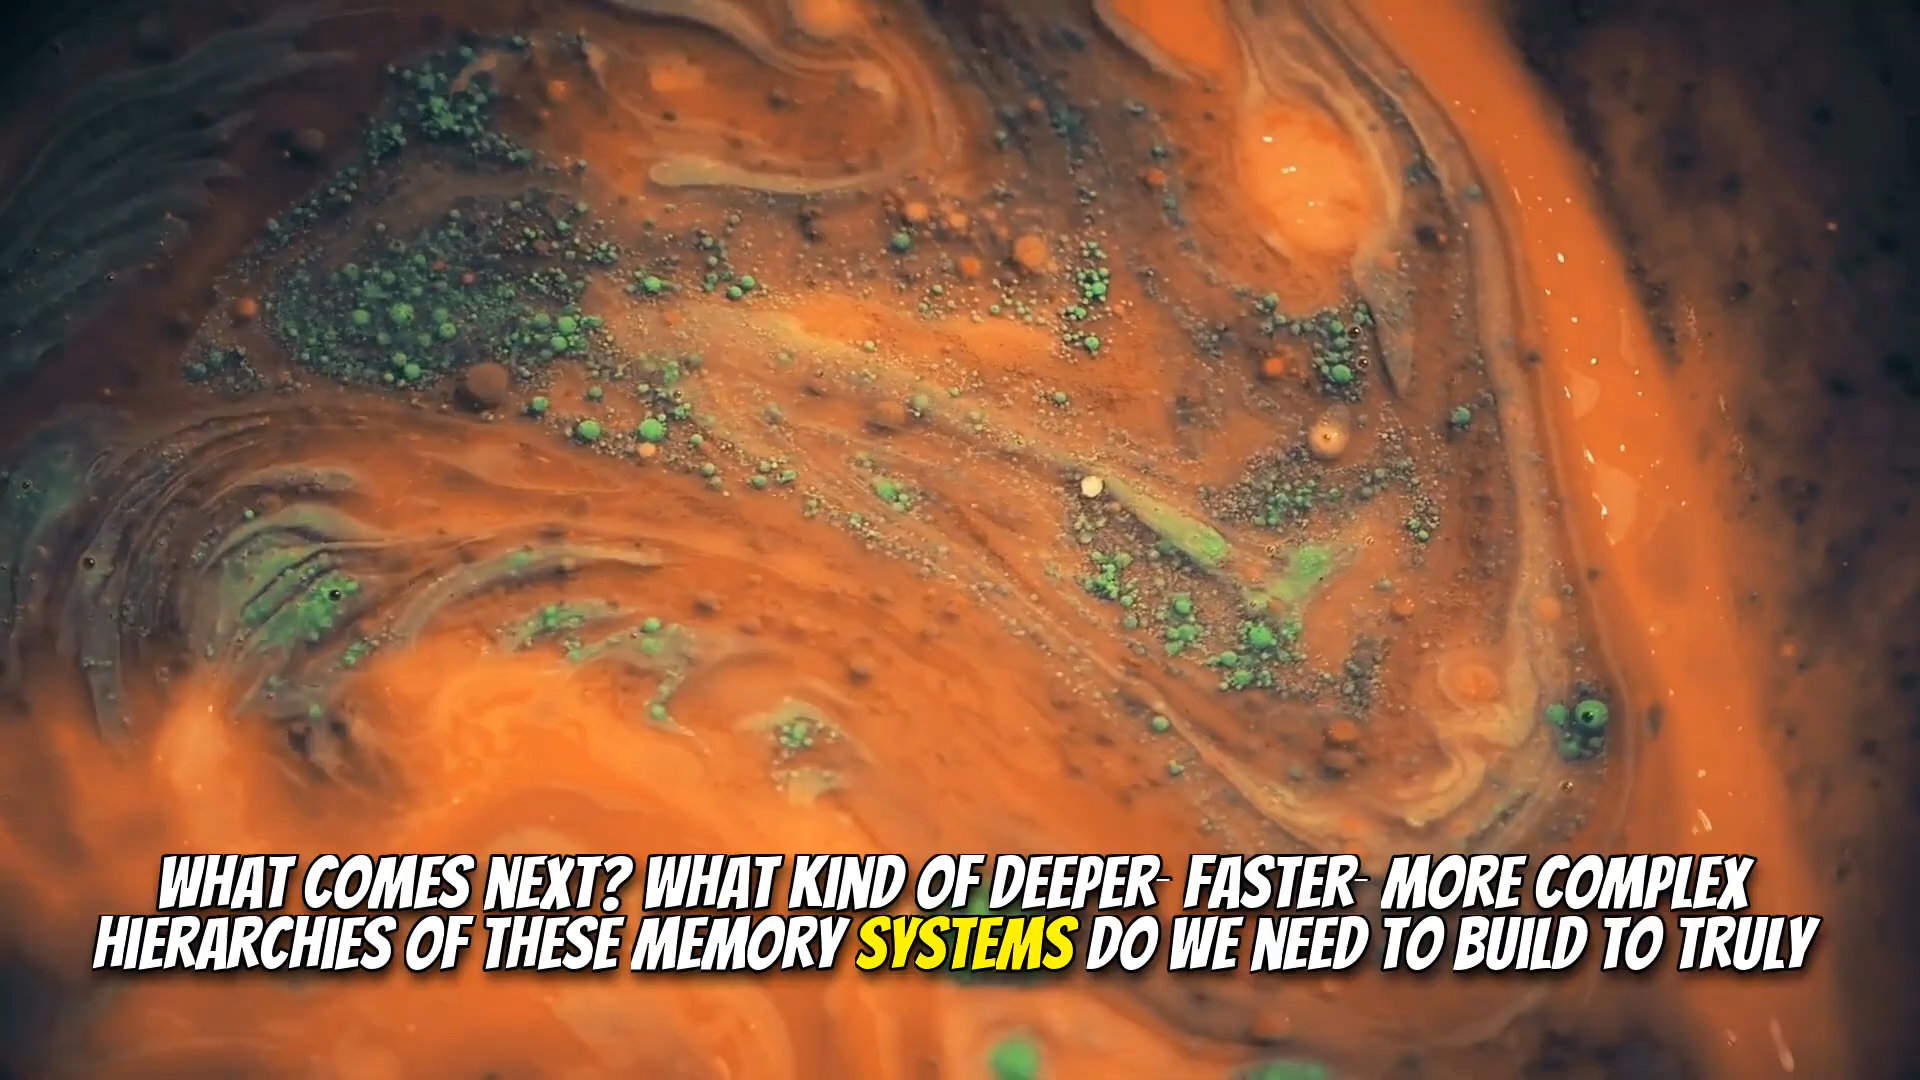 WHAT COMES NEXT? WHAT KIND OF DEEPER- FASTER- MORE COMPLEX
HIERARCHIES OF THESE MEMORY SYSTEMS DO WE NEED TO BUILD TO TRULY